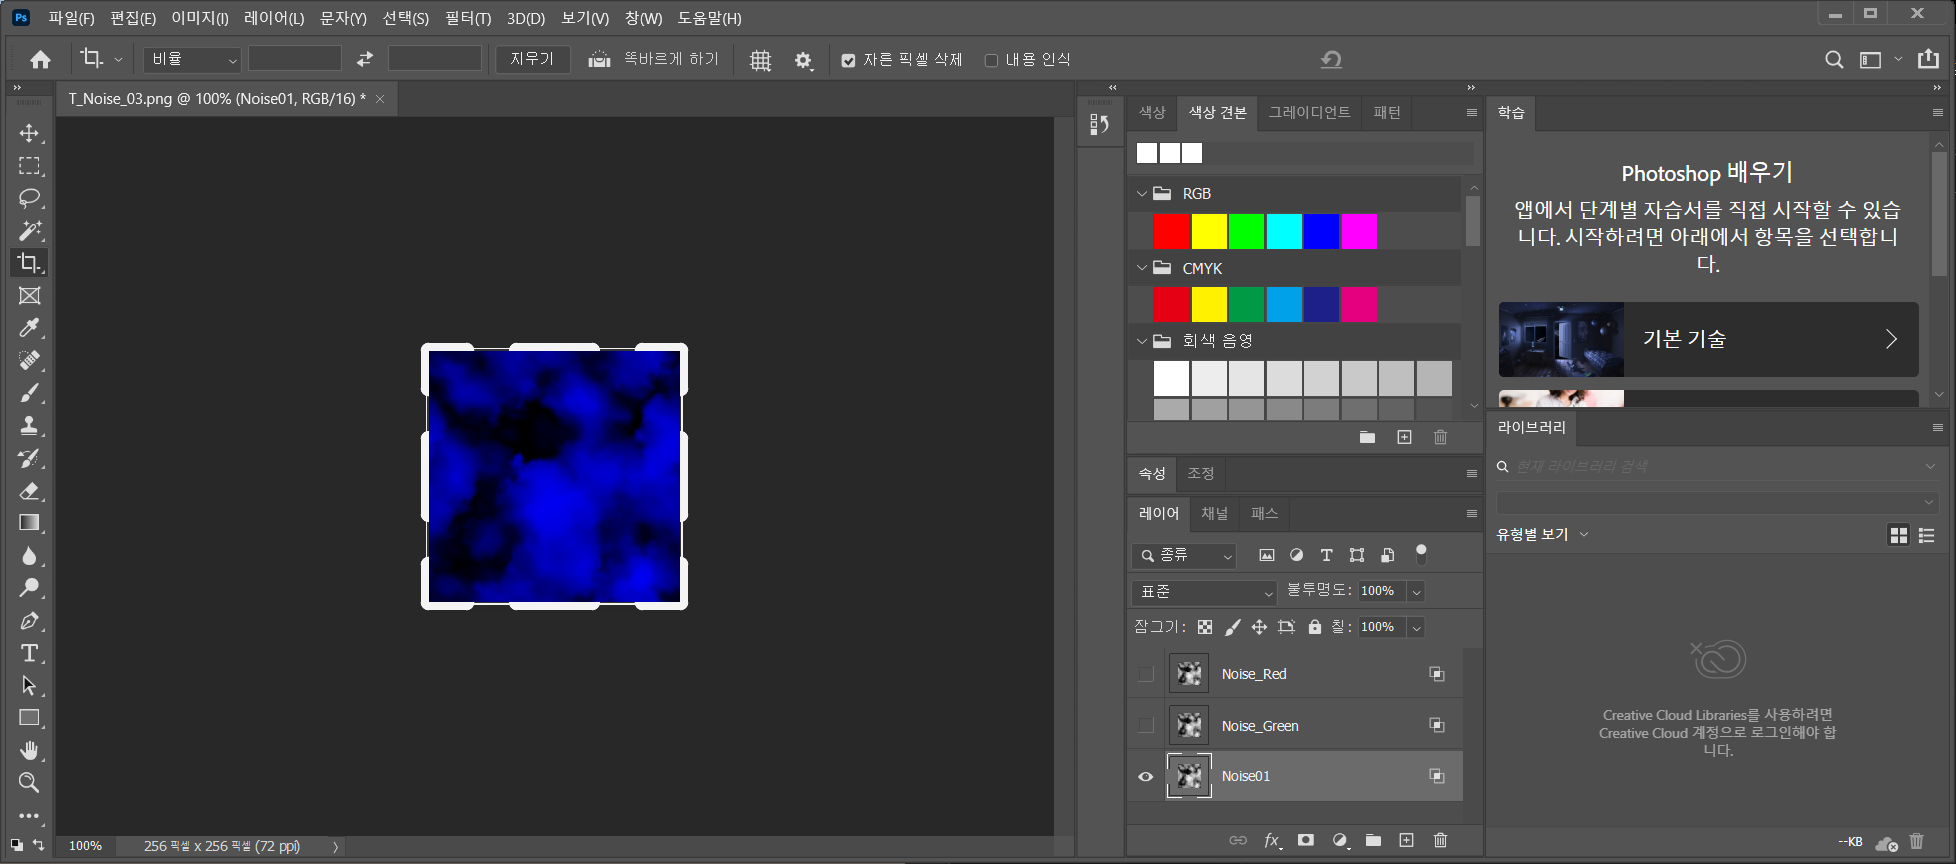 Ps 파일(F) 편집(E) 이미지(I) 레이어(L) 문자(Y) 선택(S) 필터(T) 3D(D) 보기(V) 창(W) 도움말(H)
비율 지우기 똑바르게 하기 자른 픽셀 삭제 내용 인식
T_Noise_03.png @ 100% (Noise01, RGB/16) *
색상 색상 견본 그레이디언트 패턴
RGB
CMYK
회색 음영
속성 조정
레이어 채널 패스
종류
표준 불투명도: 100%
잠그기: 칠: 100%
Noise_Red
Noise_Green
Noise01
fx
학습
Photoshop 배우기
앱에서 단계별 자습서를 직접 시작할 수 있습
니다. 시작하려면 아래에서 항목을 선택합니
다.
기본 기술
라이브러리
현재 라이브러리 검색
유형별 보기
Creative Cloud Libraries를 사용하려면
Creative Cloud 계정으로 로그인해야 합
니다.
--KB
100% 256 픽셀 x 256 픽셀 (72 ppi)